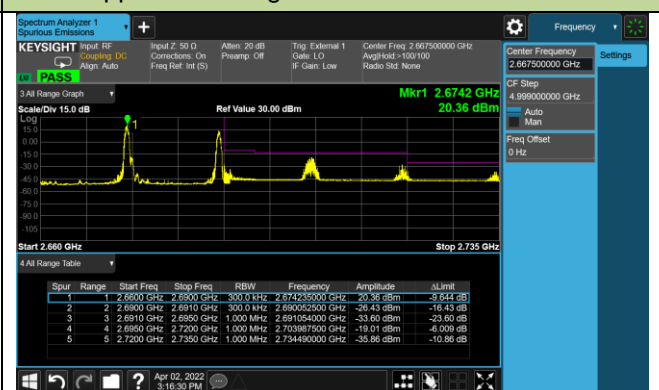 Spectrum Analyzer 1
Spurious Emissions
Frequency
KEYSIGHT
Input: RF
Coupling: DC
Align: Auto
Input Z: 50 Ω
Corrections: On
Freq Ref: Int (S)
Atten: 20 dB
Preamp: Off
Trig: External 1
Gate: LO
IF Gain: Low
Center Freq: 2.667500000 GHz
Avg|Hold:>100/100
Radio Std: None
PASS
Center Frequency
2.667500000 GHz
Settings
CF Step
4.999000000 GHz
Auto
Man
Freq Offset
0 Hz
3 All Range Graph
Mkr1 2.6742 GHz
Scale/Div 15.0 dB
Ref Value 30.00 dBm
20.36 dBm
Log
1
15.0
0.00
-15.0
-30.0
-45.0
-60.0
-75.0
-90.0
-105
Start 2.660 GHz
Stop 2.735 GHz
4 All Range Table
Spur Range Start Freq Stop Freq RBW Frequency Amplitude ΔLimit
1 1 2.6600 GHz 2.6900 GHz 300.0 kHz 2.674235000 GHz 20.36 dBm -9.644 dB
2 2 2.6900 GHz 2.6910 GHz 300.0 kHz 2.690052500 GHz -26.43 dBm -16.43 dB
3 3 2.6910 GHz 2.6950 GHz 1.000 MHz 2.691054000 GHz -33.60 dBm -23.60 dB
4 4 2.6950 GHz 2.7200 GHz 1.000 MHz 2.703987500 GHz -19.01 dBm -6.009 dB
5 5 2.7200 GHz 2.7350 GHz 1.000 MHz 2.734490000 GHz -35.86 dBm -10.86 dB
Apr 02, 2022
3:16:30 PM